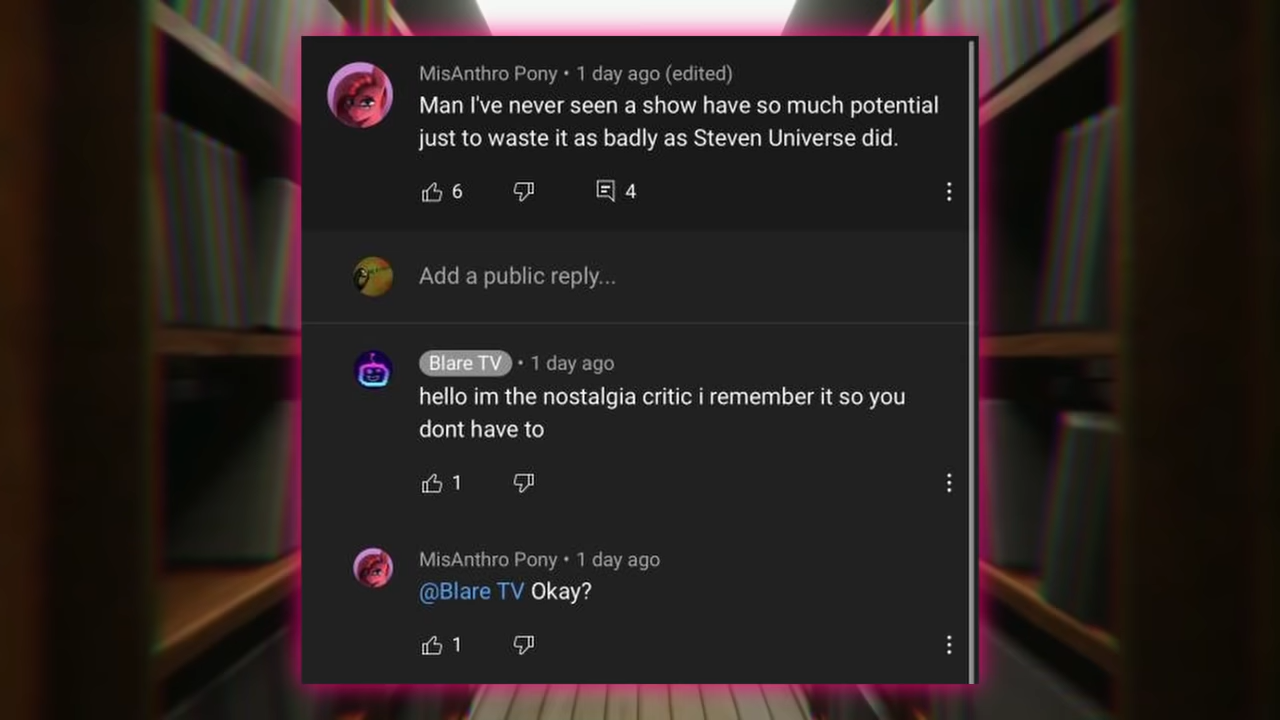 MisAnthro Pony • 1 day ago (edited)
Man I've never seen a show have so much potential
just to waste it as badly as Steven Universe did.
6 4
Add a public reply...
Blare TV • 1 day ago
hello im the nostalgia critic i remember it so you
dont have to
1
MisAnthro Pony • 1 day ago
@Blare TV Okay?
1